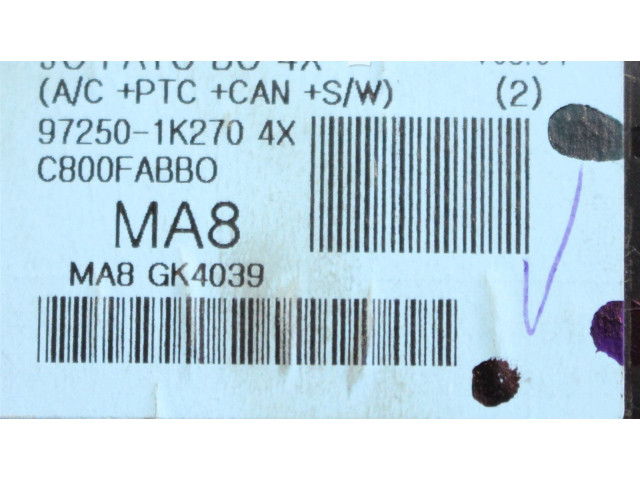 (A/C +PTC +CAN +S/W) (2)
97250-1K270 4X
C800FABBO
MA8
MA8 GK4039